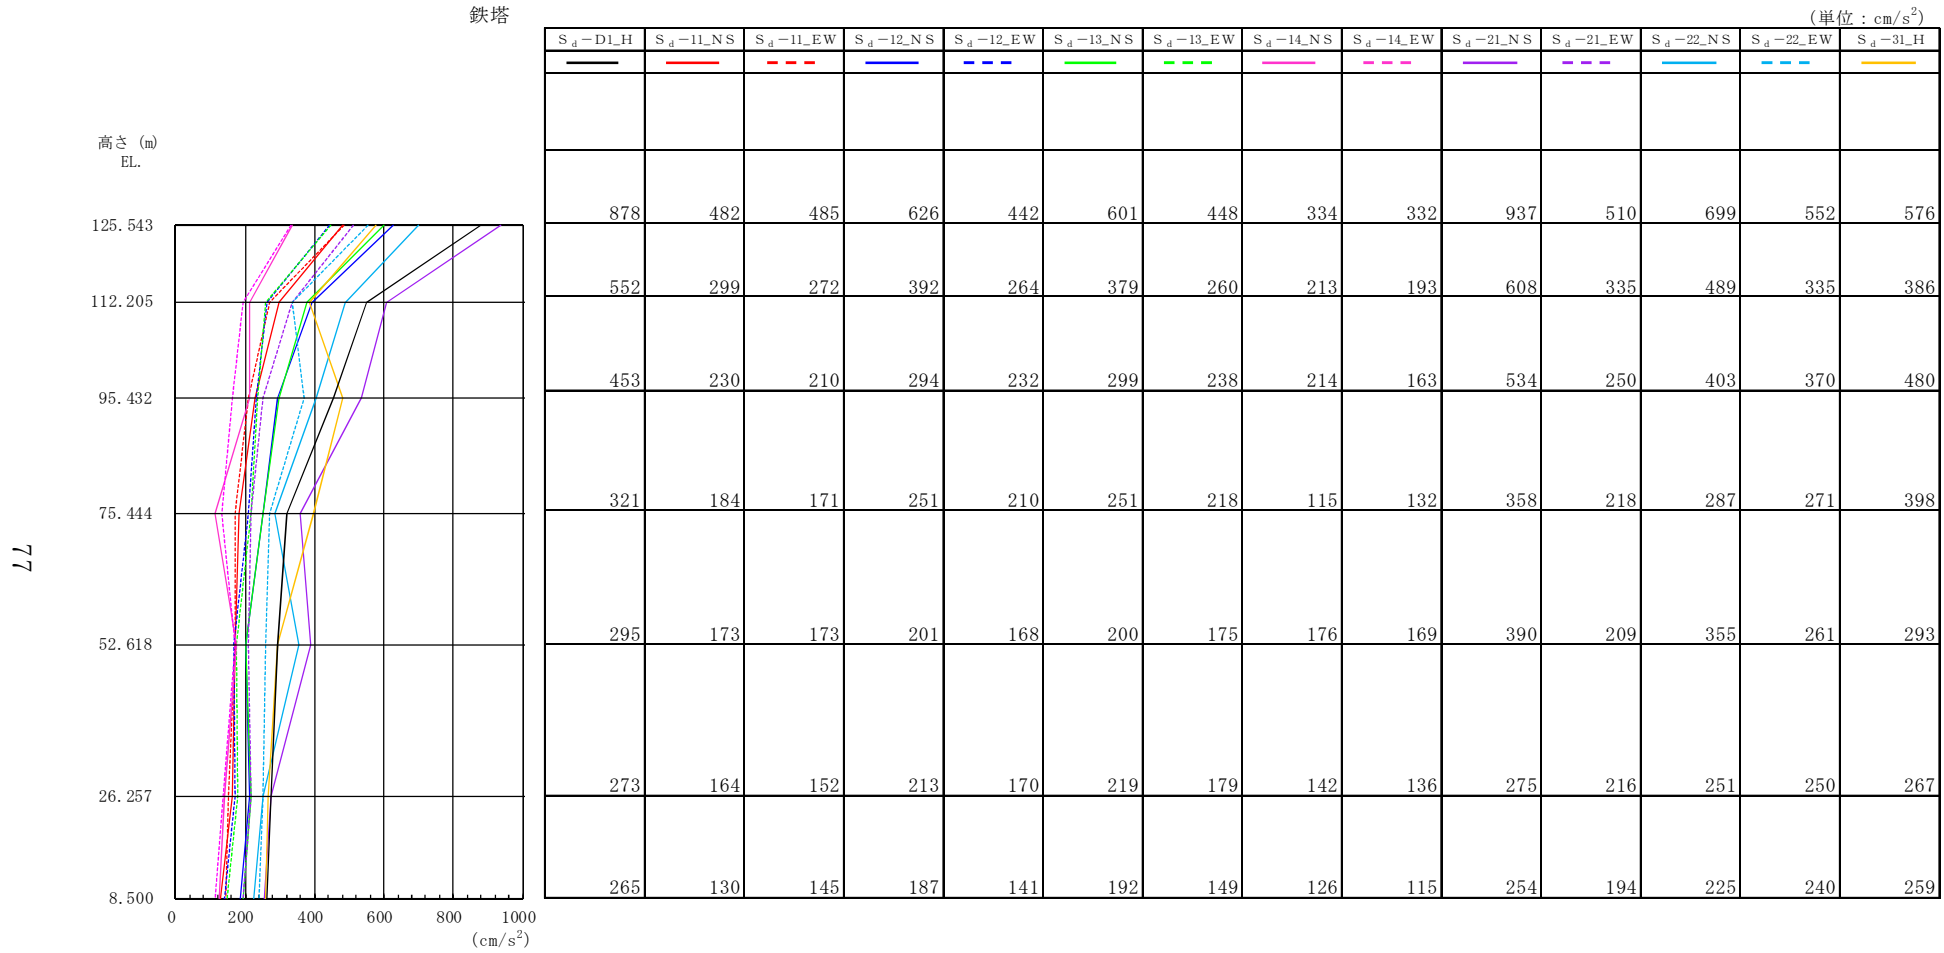 鉄塔
(単位：cm/s²)
Sd-D1_H Sd-11_NS Sd-11_EW Sd-12_NS Sd-12_EW Sd-13_NS Sd-13_EW Sd-14_NS Sd-14_EW Sd-21_NS Sd-21_EW Sd-22_NS Sd-22_EW Sd-31_H
高さ (m)
EL.
878 482 485 626 442 601 448 334 332 937 510 699 552 576
125.543
552 299 272 392 264 379 260 213 193 608 335 489 335 386
112.205
453 230 210 294 232 299 238 214 163 534 250 403 370 480
95.432
321 184 171 251 210 251 218 115 132 358 218 287 271 398
75.444
77
295 173 173 201 168 200 175 176 169 390 209 355 261 293
52.618
273 164 152 213 170 219 179 142 136 275 216 251 250 267
26.257
265 130 145 187 141 192 149 126 115 254 194 225 240 259
8.500
0 200 400 600 800 1000
(cm/s²)